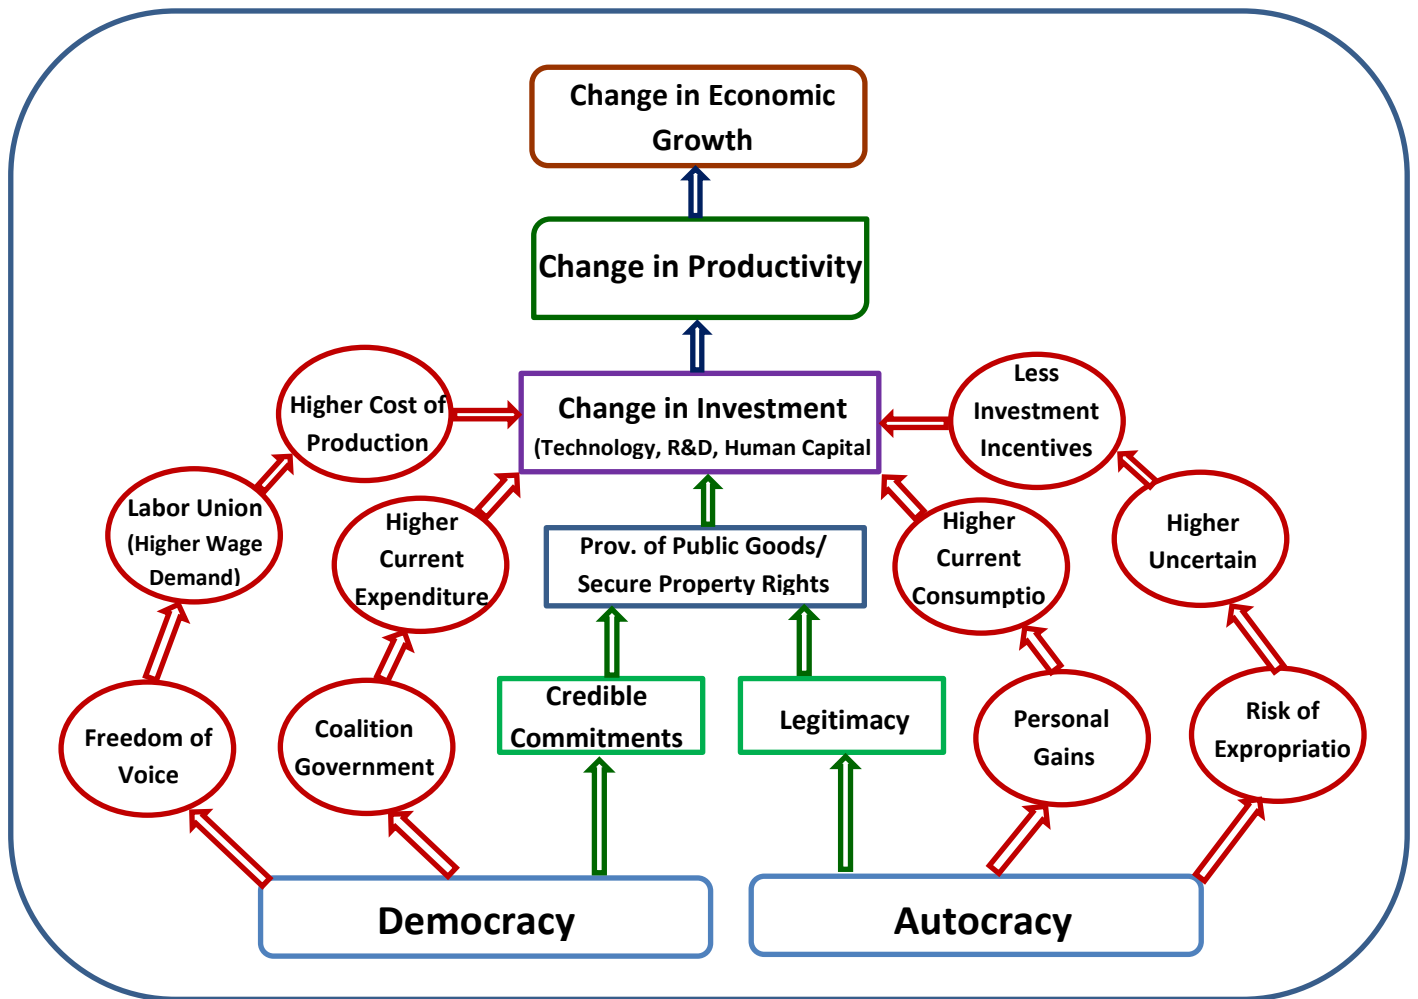 Change in Economic
Growth
Change in Productivity
Higher Cost of
Production
Change in Investment
(Technology, R&D, Human Capital
Less
Investment
Incentives
Labor Union
(Higher Wage
Demand)
Higher
Current
Expenditure
Prov. of Public Goods/
Secure Property Rights
Higher
Current
Consumptio
Higher
Uncertain
Freedom of
Voice
Coalition
Government
Credible
Commitments
Legitimacy
Personal
Gains
Risk of
Expropriatio
Democracy
Autocracy